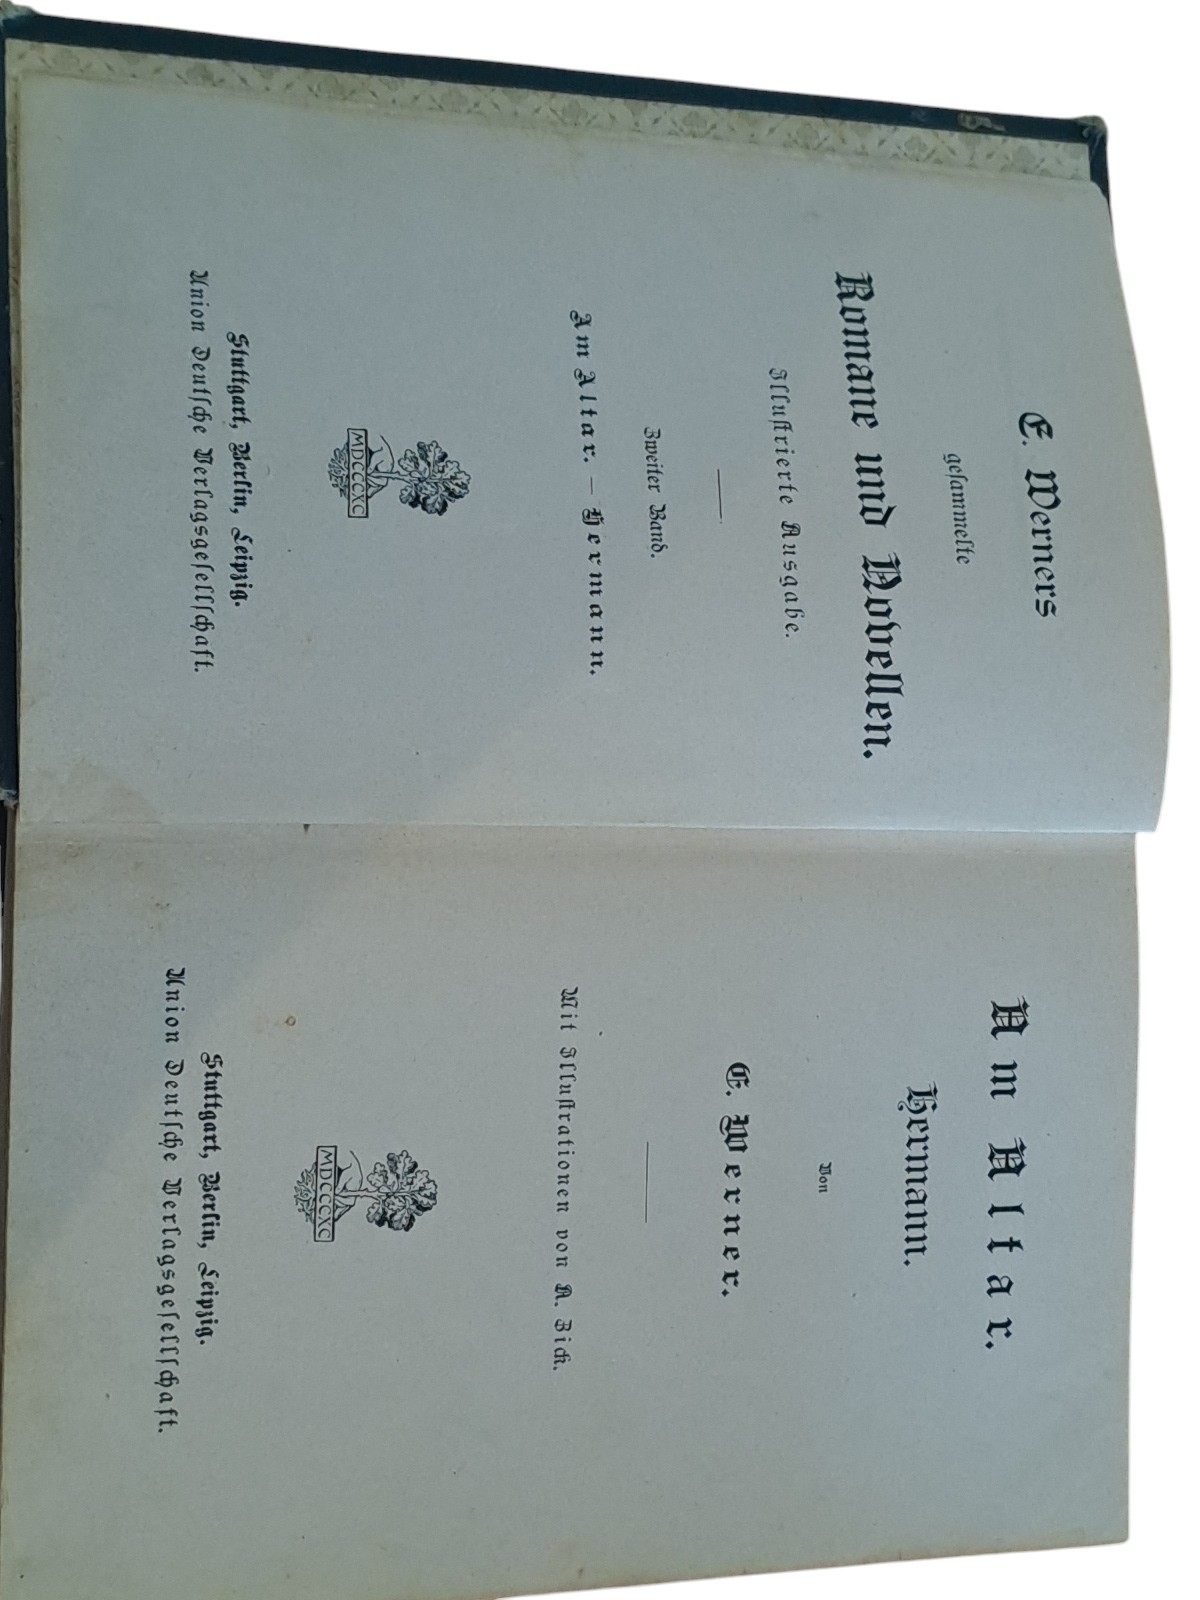 E. Werners
gesammelte
Romane und Novellen.
Illustrierte Ausgabe.
Zweiter Band.
Am Altar. — Hermann.
MDCCCXC
Stuttgart, Berlin, Leipzig.
Union Deutsche Verlagsgesellschaft.
Am Altar.
Hermann.
Von
E. Werner.
Mit Illustrationen von A. Zick.
MDCCCXC
Stuttgart, Berlin, Leipzig.
Union Deutsche Verlagsgesellschaft.